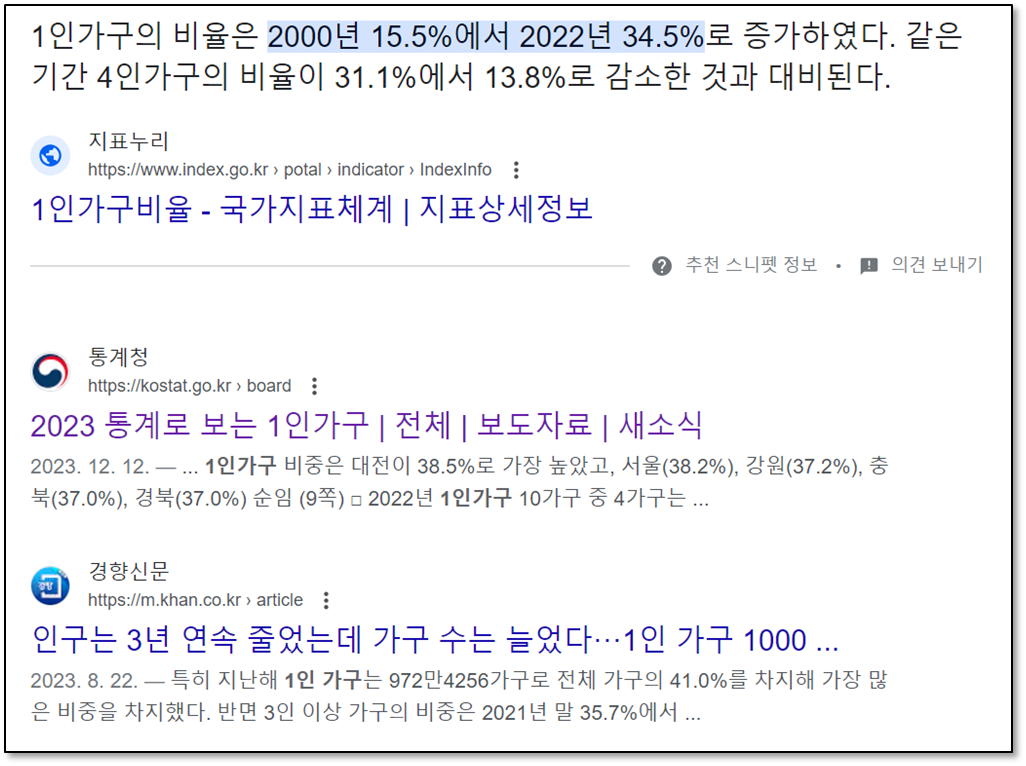 1인가구의 비율은 2000년 15.5%에서 2022년 34.5%로 증가하였다. 같은
기간 4인가구의 비율이 31.1%에서 13.8%로 감소한 것과 대비된다.
지표누리
https://www.index.go.kr › potal › indicator › IndexInfo
1인가구비율 - 국가지표체계 | 지표상세정보
추천 스니펫 정보 • 의견 보내기
통계청
https://kostat.go.kr › board
2023 통계로 보는 1인가구 | 전체 | 보도자료 | 새소식
2023. 12. 12. — ... 1인가구 비중은 대전이 38.5%로 가장 높았고, 서울(38.2%), 강원(37.2%), 충
북(37.0%), 경북(37.0%) 순임 (9쪽) □ 2022년 1인가구 10가구 중 4가구는 ...
경향신문
https://m.khan.co.kr › article
인구는 3년 연속 줄었는데 가구 수는 늘었다…1인 가구 1000 ...
2023. 8. 22. — 특히 지난해 1인 가구는 972만4256가구로 전체 가구의 41.0%를 차지해 가장 많
은 비중을 차지했다. 반면 3인 이상 가구의 비중은 2021년 말 35.7%에서 ...